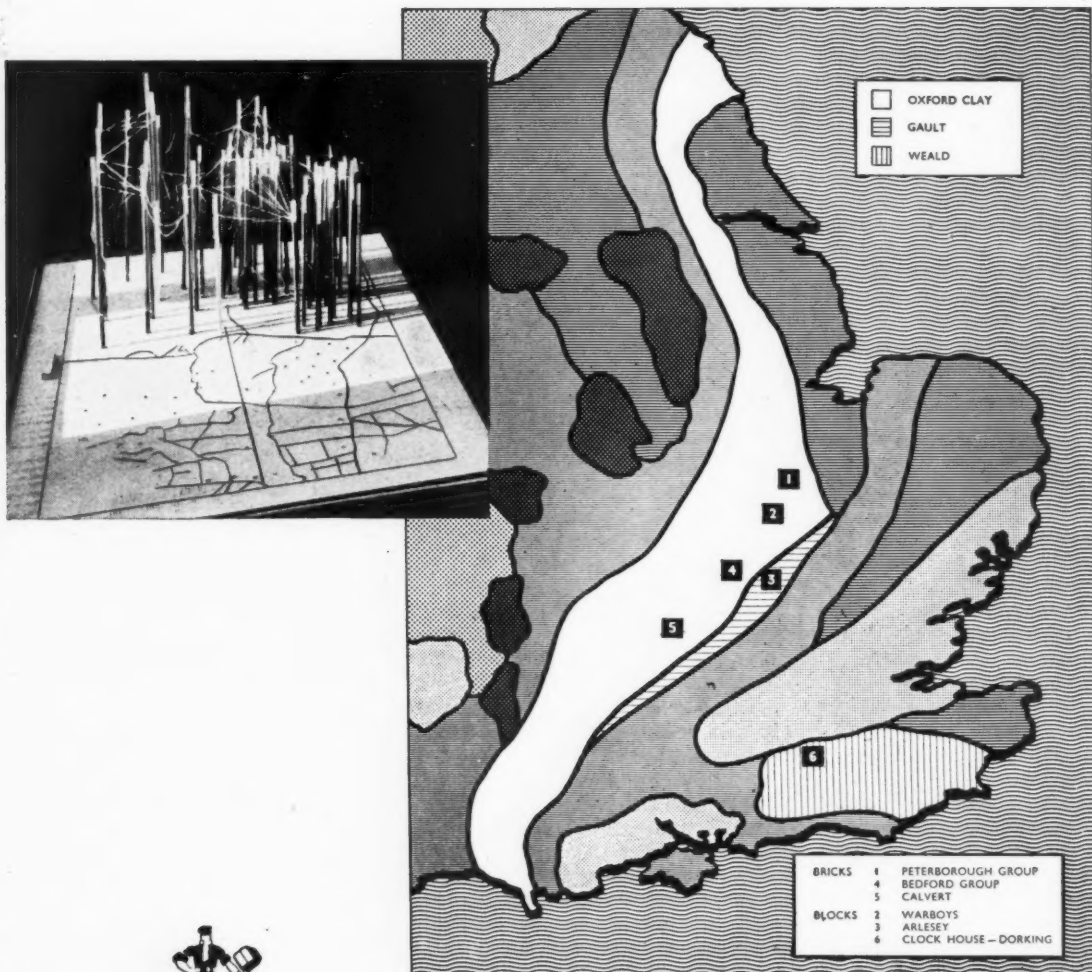 OXFORD CLAY
GAULT
WEALD
1
2
4
3
5
6
BRICKS 1 PETERBOROUGH GROUP
4 BEDFORD GROUP
5 CALVERT
BLOCKS 2 WARBOYS
3 ARLESEY
6 CLOCK HOUSE – DORKING